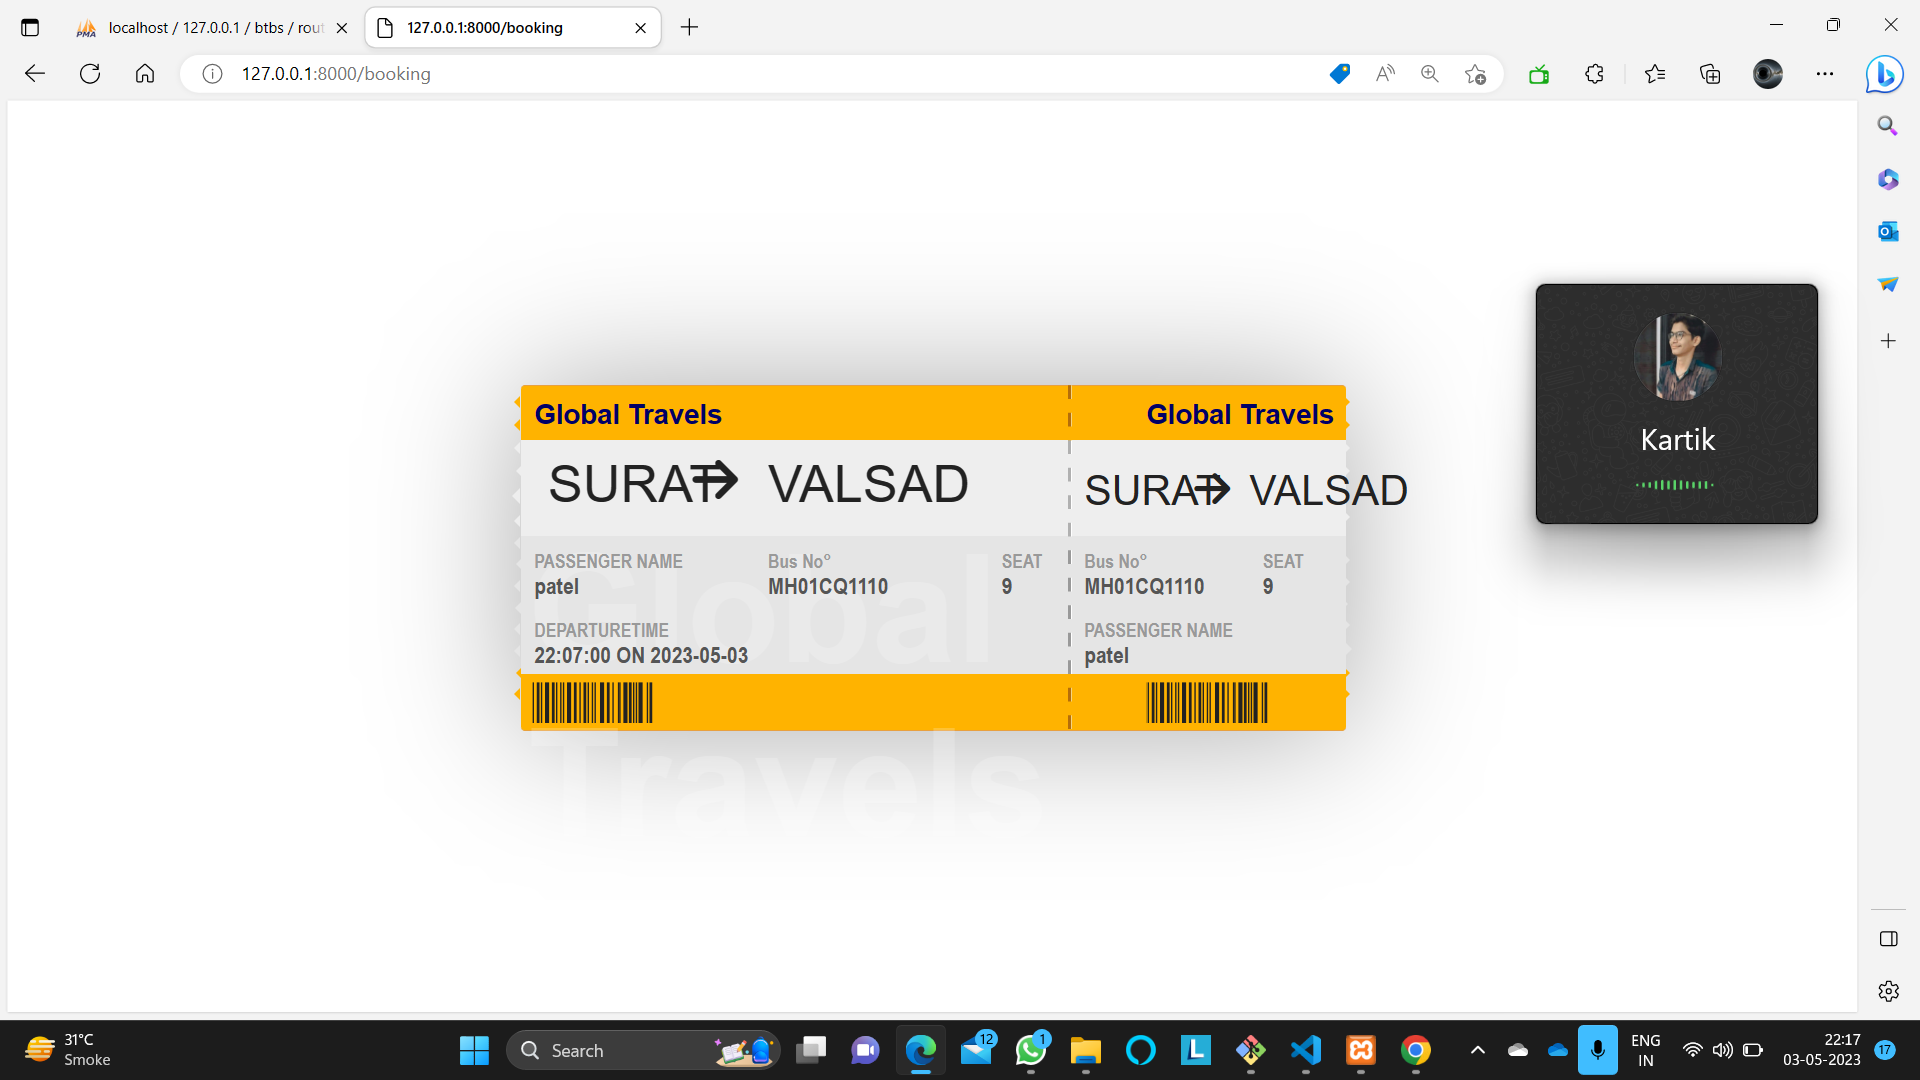 localhost / 127.0.0.1 / btbs / rout
127.0.0.1:8000/booking
127.0.0.1:8000/booking
Global Travels
Global Travels
SURAT VALSAD
SURAT VALSAD
PASSENGER NAME Bus No° SEAT
patel MH01CQ1110 9
DEPARTURETIME
22:07:00 ON 2023-05-03
Bus No° SEAT
MH01CQ1110 9
PASSENGER NAME
patel
Global
Travels
Kartik
31°C
Smoke
Search
12
1
ENG
IN
22:17
03-05-2023
17